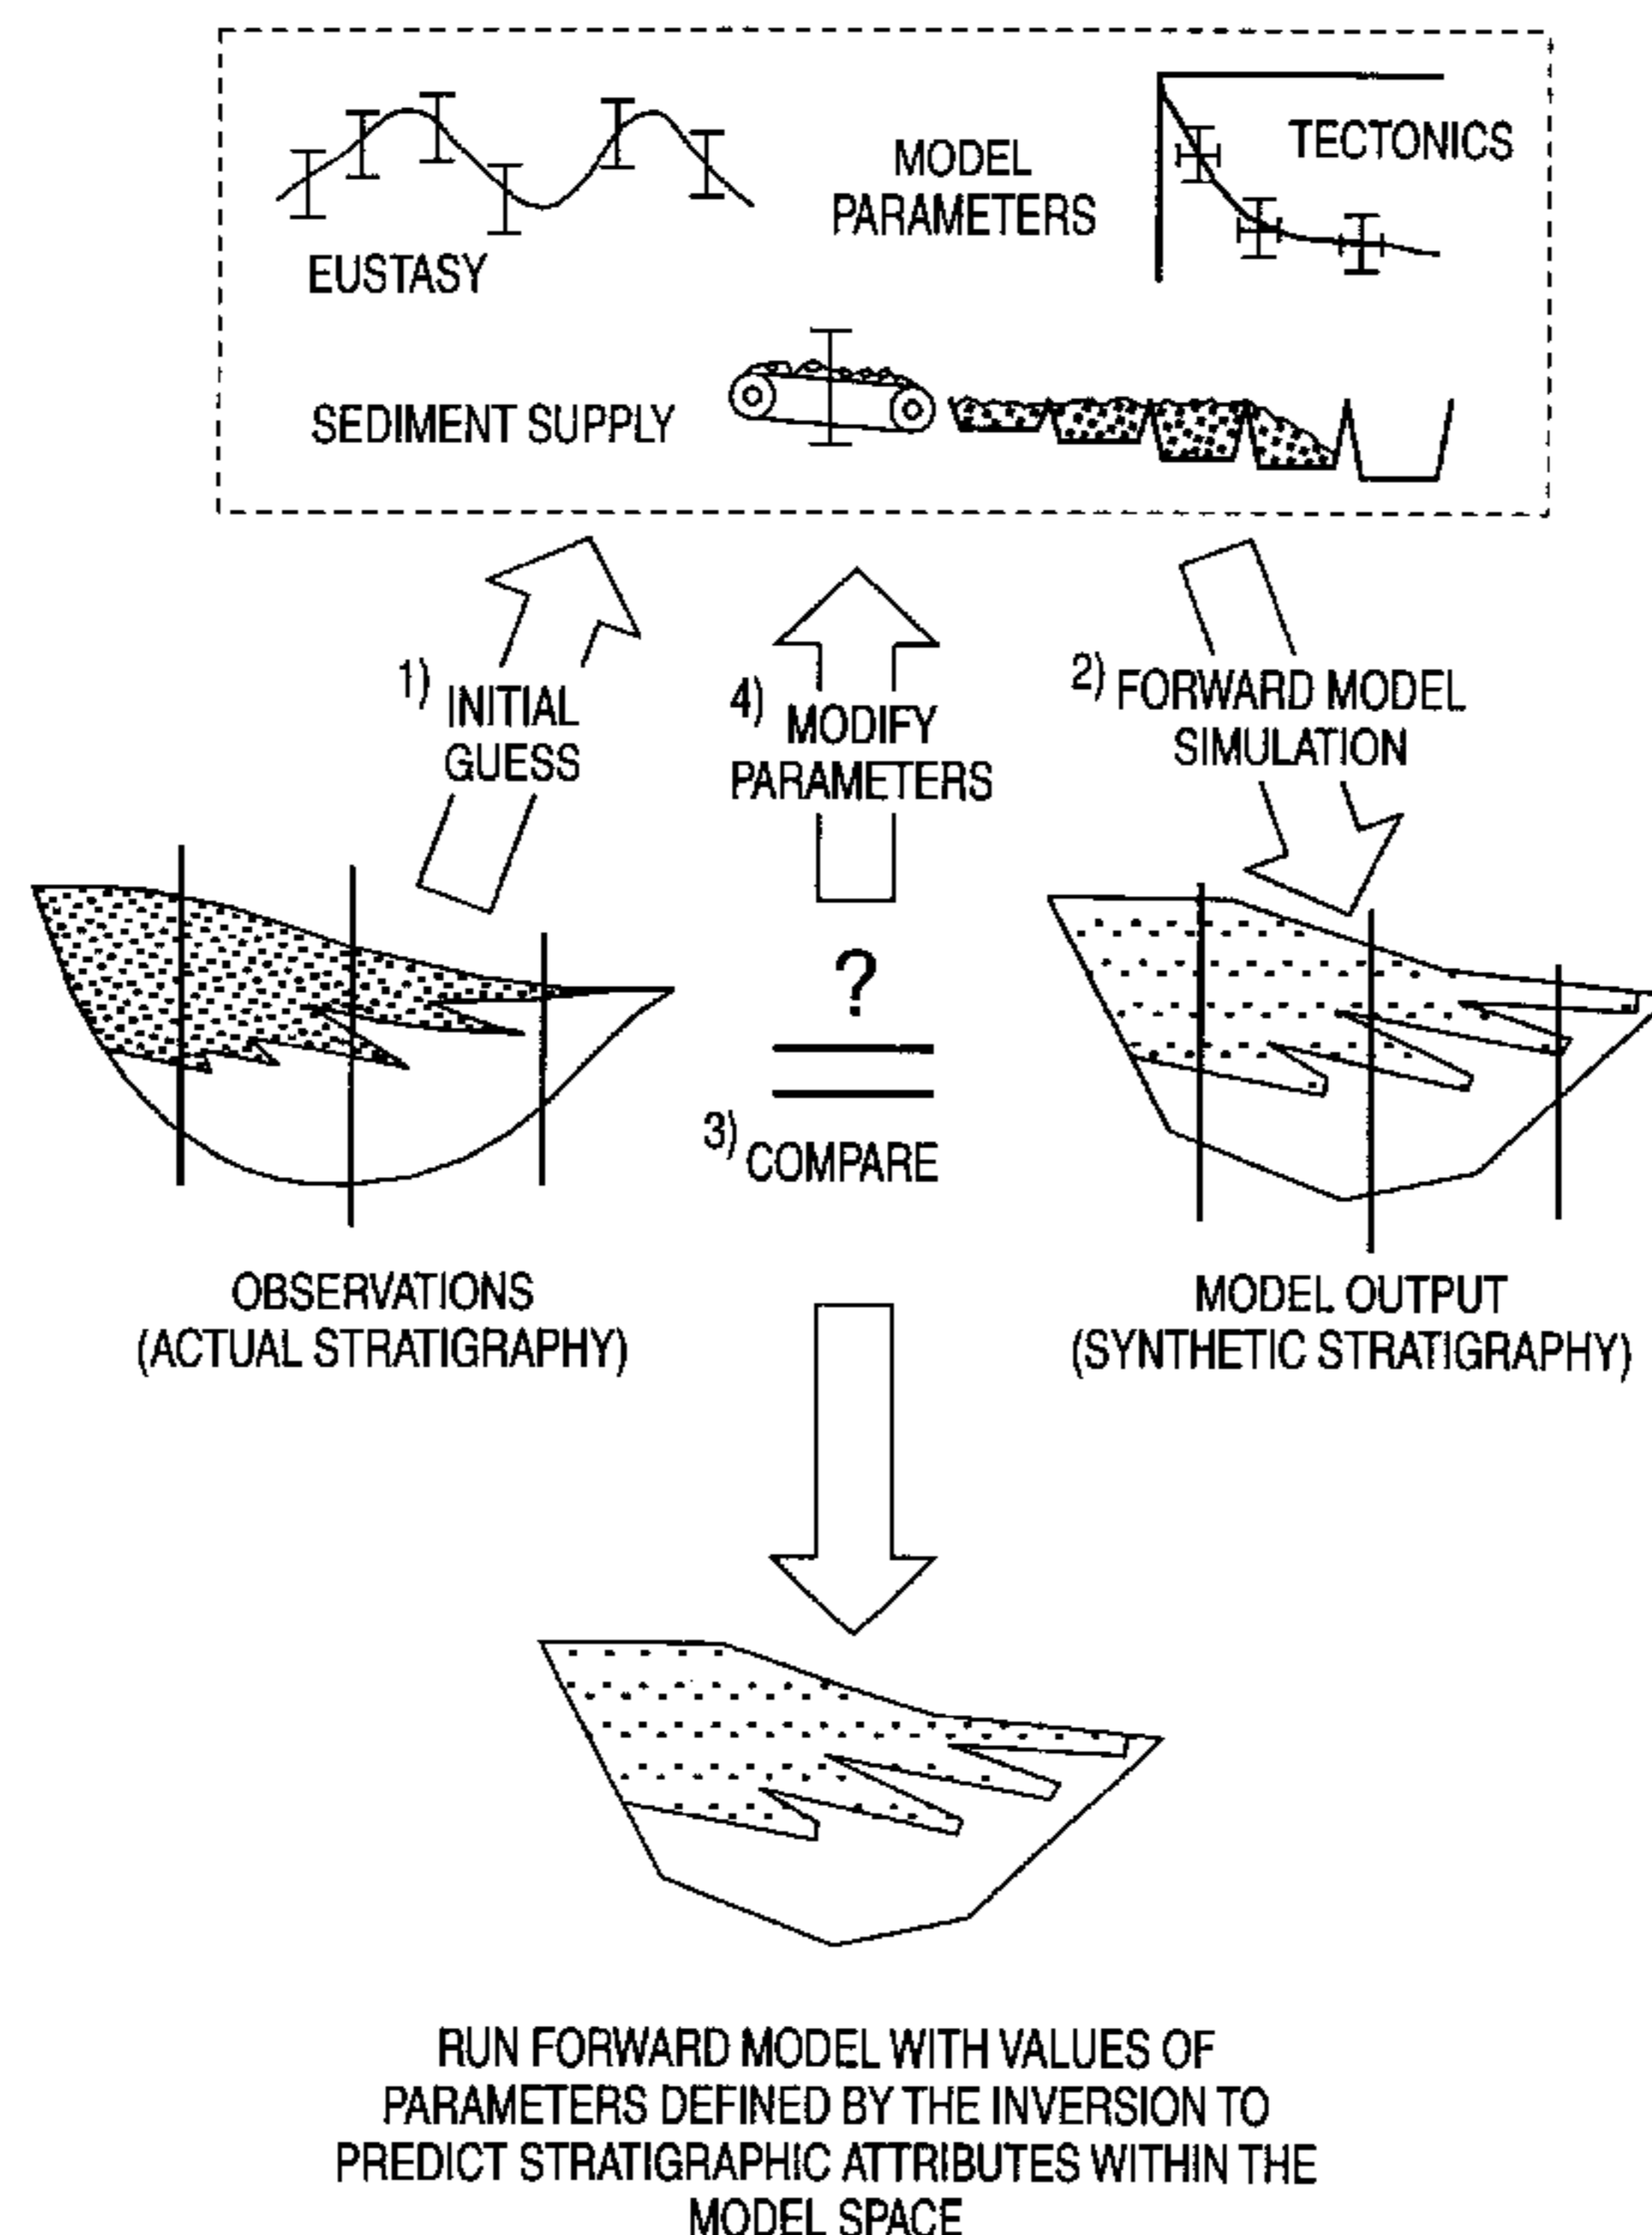 MODEL
PARAMETERS
TECTONICS
EUSTASY
SEDIMENT SUPPLY
1) INITIAL
GUESS
4) MODIFY
PARAMETERS
2) FORWARD MODEL
SIMULATION
?
3) COMPARE
OBSERVATIONS
(ACTUAL STRATIGRAPHY)
MODEL OUTPUT
(SYNTHETIC STRATIGRAPHY)
RUN FORWARD MODEL WITH VALUES OF
PARAMETERS DEFINED BY THE INVERSION TO
PREDICT STRATIGRAPHIC ATTRIBUTES WITHIN THE
MODEL SPACE